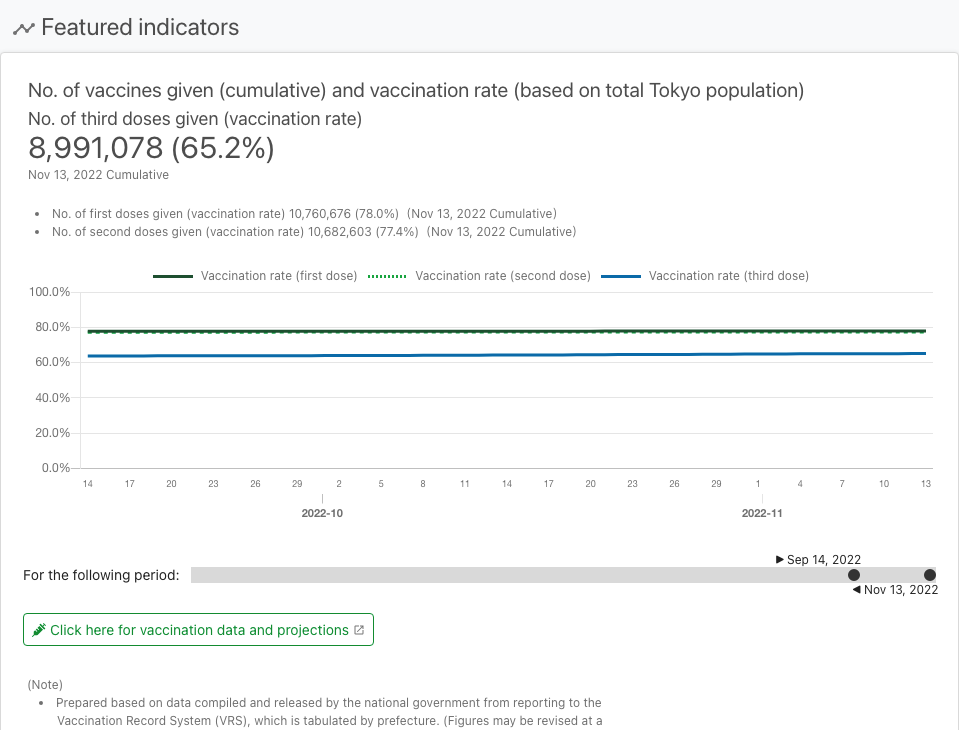 Featured indicators
No. of vaccines given (cumulative) and vaccination rate (based on total Tokyo population)
No. of third doses given (vaccination rate)
8,991,078 (65.2%)
Nov 13, 2022 Cumulative
• No. of first doses given (vaccination rate) 10,760,676 (78.0%) (Nov 13, 2022 Cumulative)
• No. of second doses given (vaccination rate) 10,682,603 (77.4%) (Nov 13, 2022 Cumulative)
Vaccination rate (first dose) Vaccination rate (second dose) Vaccination rate (third dose)
100.0%
80.0%
60.0%
40.0%
20.0%
0.0%
14 17 20 23 26 29 2 5 8 11 14 17 20 23 26 29 1 4 7 10 13
2022-10 2022-11
▶ Sep 14, 2022
For the following period:
◀ Nov 13, 2022
Click here for vaccination data and projections
(Note)
• Prepared based on data compiled and released by the national government from reporting to the
Vaccination Record System (VRS), which is tabulated by prefecture. (Figures may be revised at a